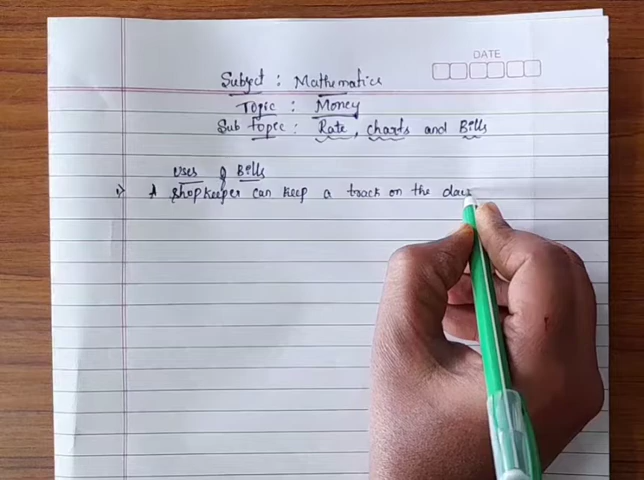 DATE
Subject : Mathematics
Topic : Money
Sub Topic : Rate, charts and Bills
Uses of Bills
1) A shopkeeper can keep a track on the